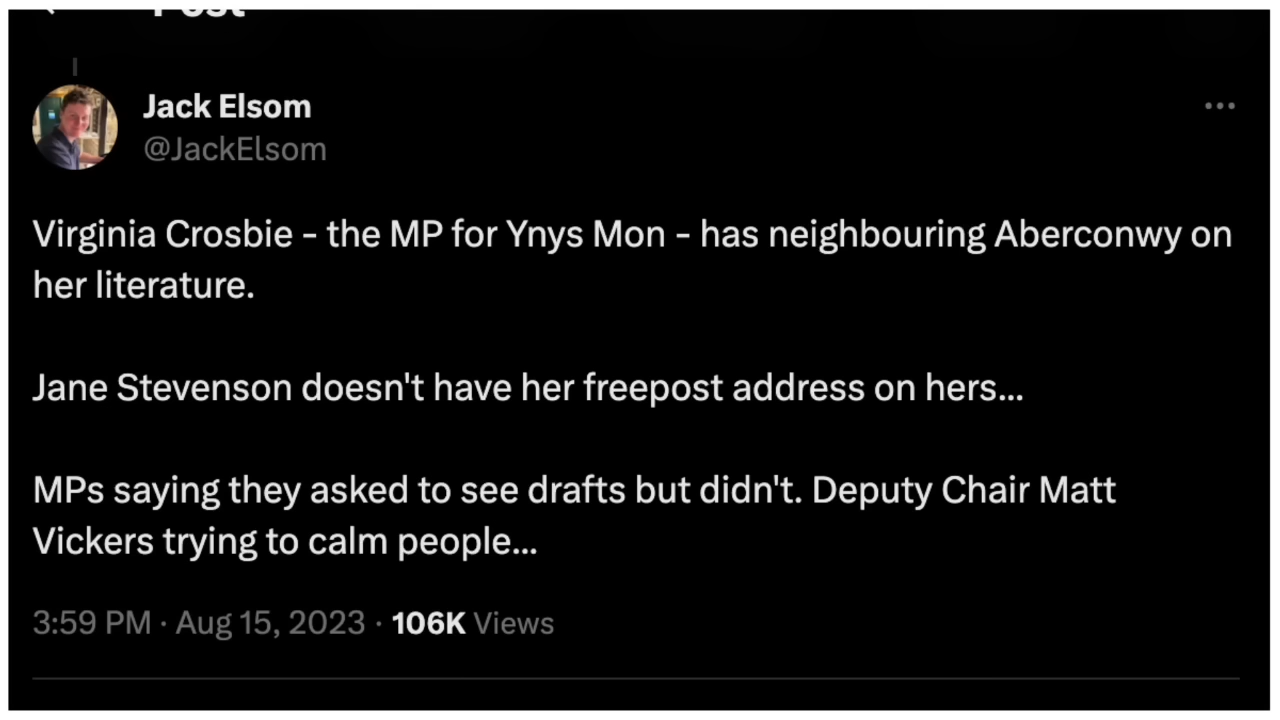 Post
Jack Elsom
@JackElsom
Virginia Crosbie - the MP for Ynys Mon - has neighbouring Aberconwy on
her literature.
Jane Stevenson doesn't have her freepost address on hers...
MPs saying they asked to see drafts but didn't. Deputy Chair Matt
Vickers trying to calm people...
3:59 PM · Aug 15, 2023 · 106K Views